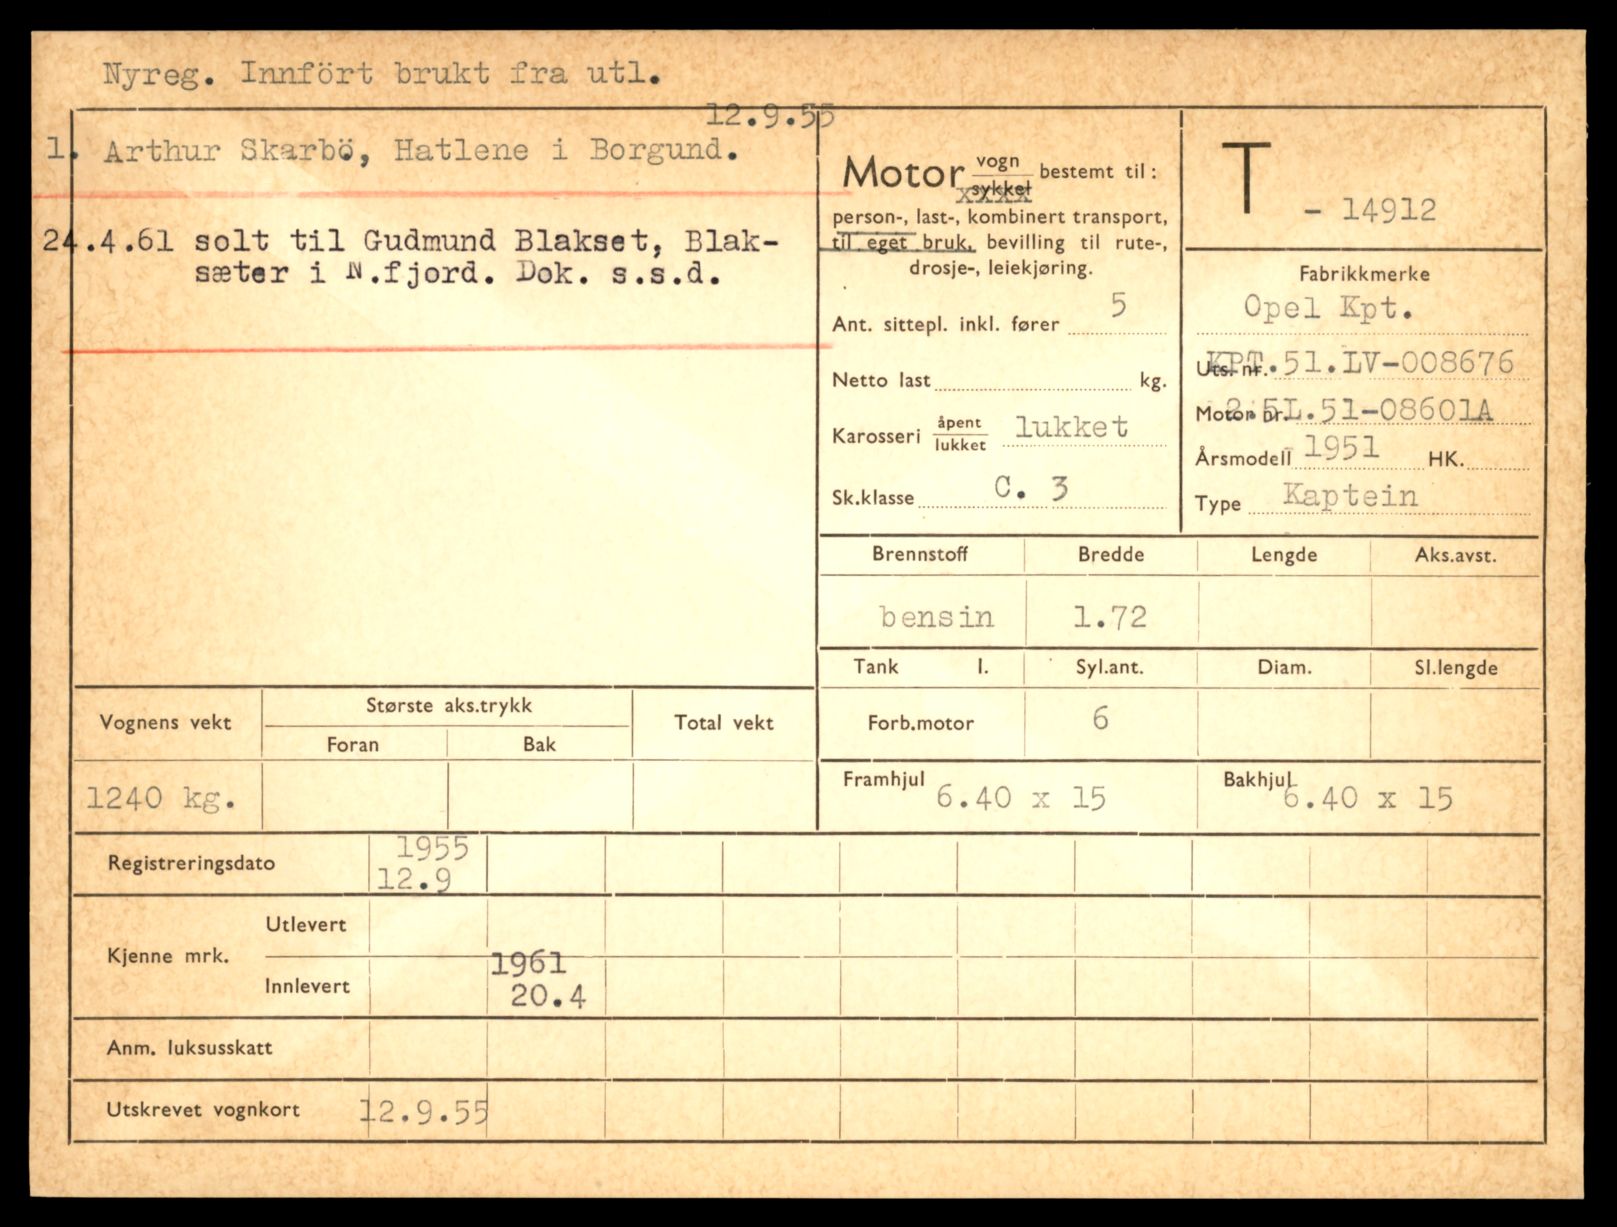 Nyreg. Innfört brukt fra utl.
12.9.55
1. Arthur Skarbö, Hatlene i Borgund.
24.4.61 solt til Gudmund Blakset, Blak-
sæter i N.fjord. Dok. s.s.d.
Motor vogn bestemt til:
sykkel
person-, last-, kombinert transport,
til eget bruk, bevilling til rute-,
drosje-, leiekjøring.
Ant. sittepl. inkl. fører 5
Netto last kg.
Karosseri åpent lukket
lukket
Sk.klasse C. 3
T - 14912
Fabrikkmerke
Opel Kpt.
Uts. nr. KPT.51.LV-008676
Motor nr. 2.5L.51-08601A
Årsmodell 1951 HK.
Type Kaptein
Brennstoff Bredde Lengde Aks.avst.
bensin 1.72
Tank l. Syl.ant. Diam. Sl.lengde
Forb.motor 6
Framhjul 6.40 x 15 Bakhjul 6.40 x 15
Vognens vekt Største aks.trykk Total vekt
Foran Bak
1240 kg.
Registreringsdato 1955
12.9
Kjenne mrk. Utlevert
Innlevert 1961
20.4
Anm. luksusskatt
Utskrevet vognkort 12.9.55